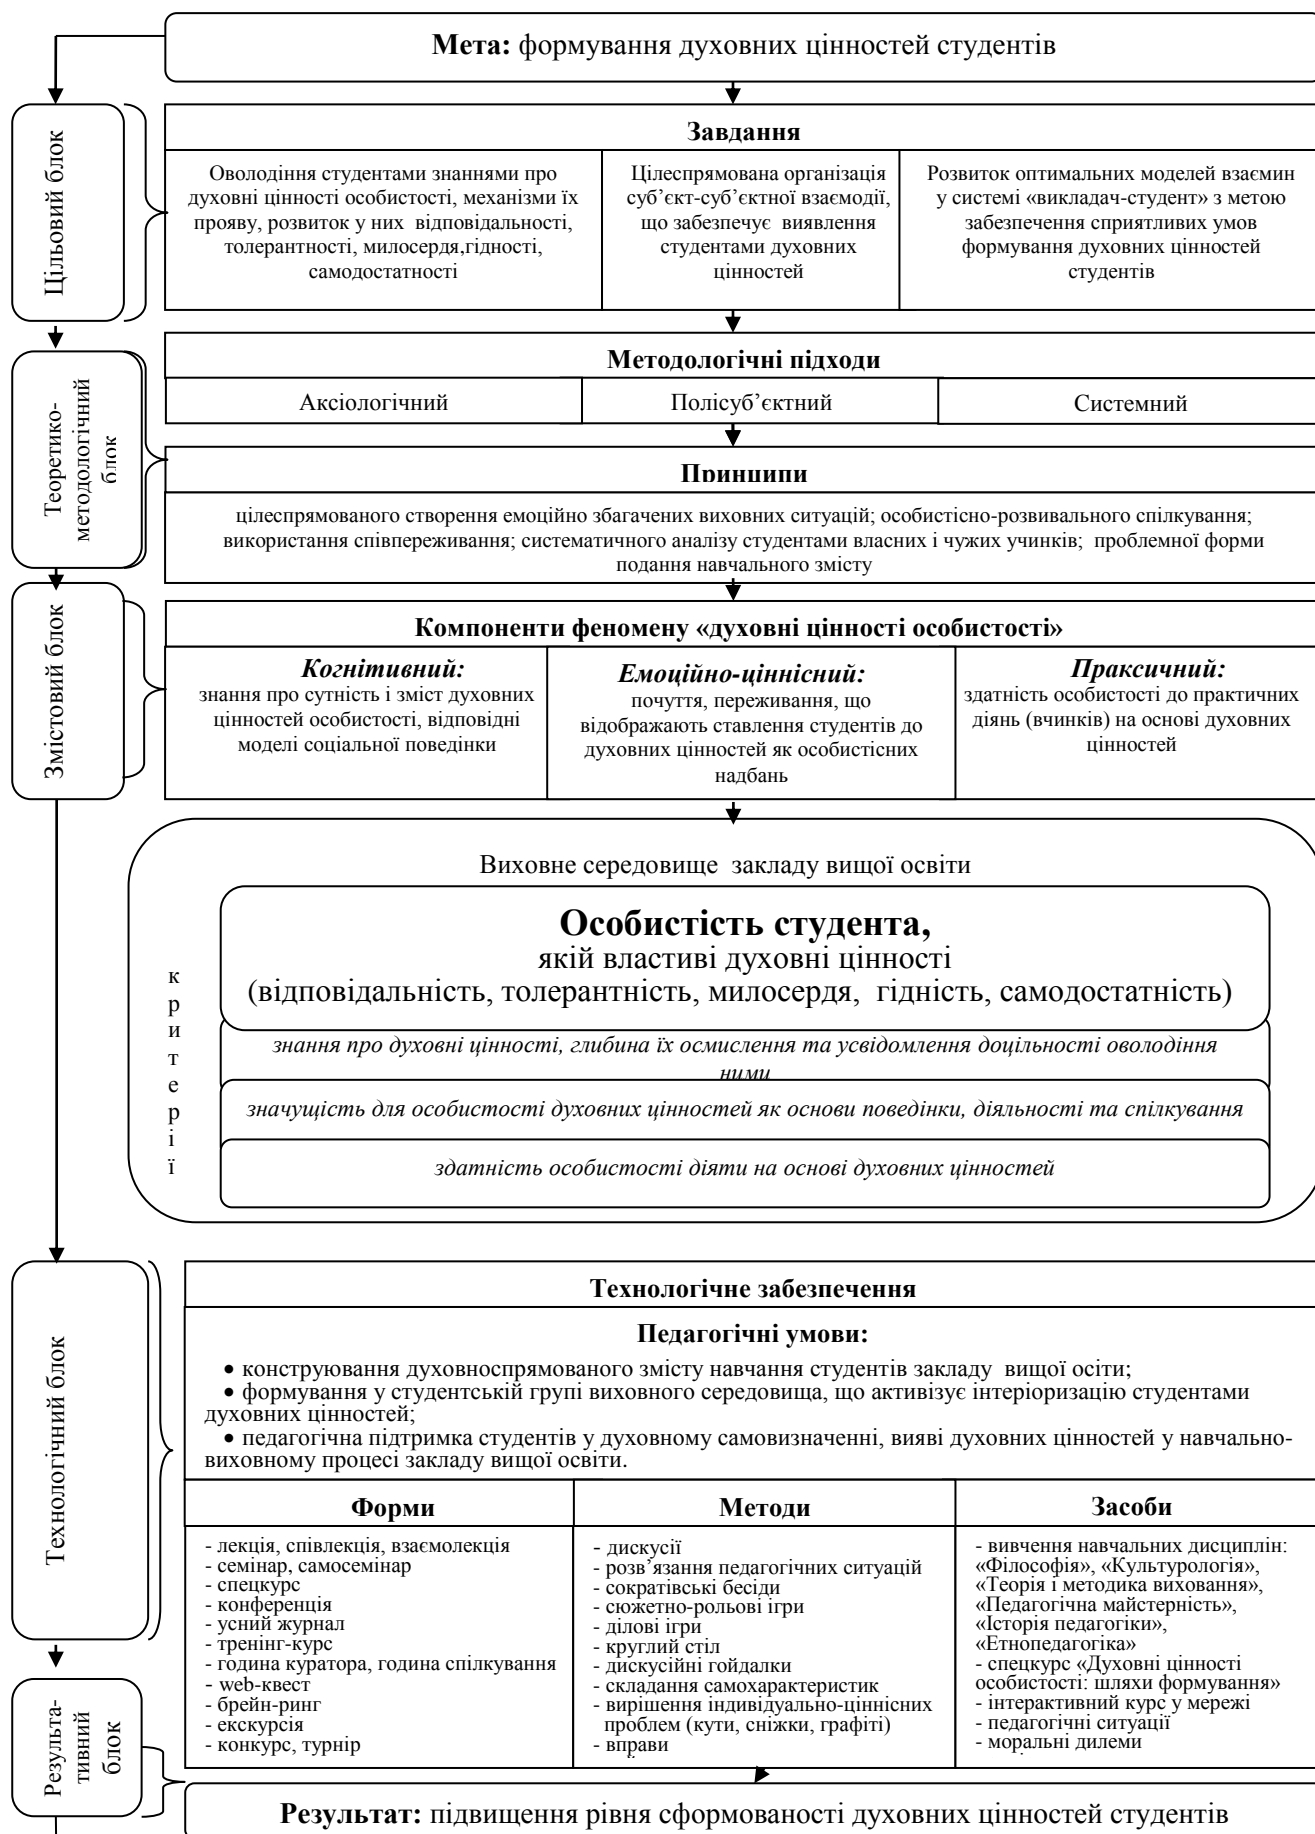 Мета: формування духовних цінностей студентів
Цільовий блок
Завдання
Оволодіння студентами знаннями про
духовні цінності особистості, механізми їх
прояву, розвиток у них відповідальності,
толерантності, милосердя,гідності,
самодостатності
Цілеспрямована організація
суб’єкт-суб’єктної взаємодії,
що забезпечує виявлення
студентами духовних
цінностей
Розвиток оптимальних моделей взаємин
у системі «викладач-студент» з метою
забезпечення сприятливих умов
формування духовних цінностей
студентів
Теоретико-
методологічний
блок
Методологічні підходи
Аксіологічний
Полісуб’єктний
Системний
Принципи
цілеспрямованого створення емоційно збагачених виховних ситуацій; особистісно-розвивального спілкування;
використання співпереживання; систематичного аналізу студентами власних і чужих учинків; проблемної форми
подання навчального змісту
Змістовий блок
Компоненти феномену «духовні цінності особистості»
Когнітивний:
знання про сутність і зміст духовних
цінностей особистості, відповідні
моделі соціальної поведінки
Емоційно-ціннісний:
почуття, переживання, що
відображають ставлення студентів до
духовних цінностей як особистісних
надбань
Праксичний:
здатність особистості до практичних
діянь (вчинків) на основі духовних
цінностей
Виховне середовище закладу вищої освіти
Особистість студента,
якій властиві духовні цінності
(відповідальність, толерантність, милосердя, гідність, самодостатність)
критерії
знання про духовні цінності, глибина їх осмислення та усвідомлення доцільності оволодіння
ними
значущість для особистості духовних цінностей як основи поведінки, діяльності та спілкування
здатність особистості діяти на основі духовних цінностей
Технологічний блок
Технологічне забезпечення
Педагогічні умови:
• конструювання духовноспрямованого змісту навчання студентів закладу вищої осіти;
• формування у студентській групі виховного середовища, що активізує інтеріоризацію студентами
духовних цінностей;
• педагогічна підтримка студентів у духовному самовизначенні, вияві духовних цінностей у навчально-
виховному процесі закладу вищої освіти.
Форми
- лекція, співлекція, взаємолекція
- семінар, самосемінар
- спецкурс
- конференція
- усний журнал
- тренінг-курс
- година куратора, година спілкування
- web-квест
- брейн-ринг
- екскурсія
- конкурс, турнір
Методи
- дискусії
- розв’язання педагогічних ситуацій
- сократівські бесіди
- сюжетно-рольові ігри
- ділові ігри
- круглий стіл
- дискусійні гойдалки
- складання самохарактеристик
- вирішення індивідуально-ціннісних
проблем (кути, сніжки, графіті)
- вправи
Засоби
- вивчення навчальних дисциплін:
«Філософія», «Культурологія»,
«Теорія і методика виховання»,
«Педагогічна майстерність»,
«Історія педагогіки»,
«Етнопедагогіка»
- спецкурс «Духовні цінності
особистості: шляхи формування»
- інтерактивний курс у мережі
- педагогічні ситуації
- моральні дилеми
Результа-
тивний
блок
Результат: підвищення рівня сформованості духовних цінностей студентів